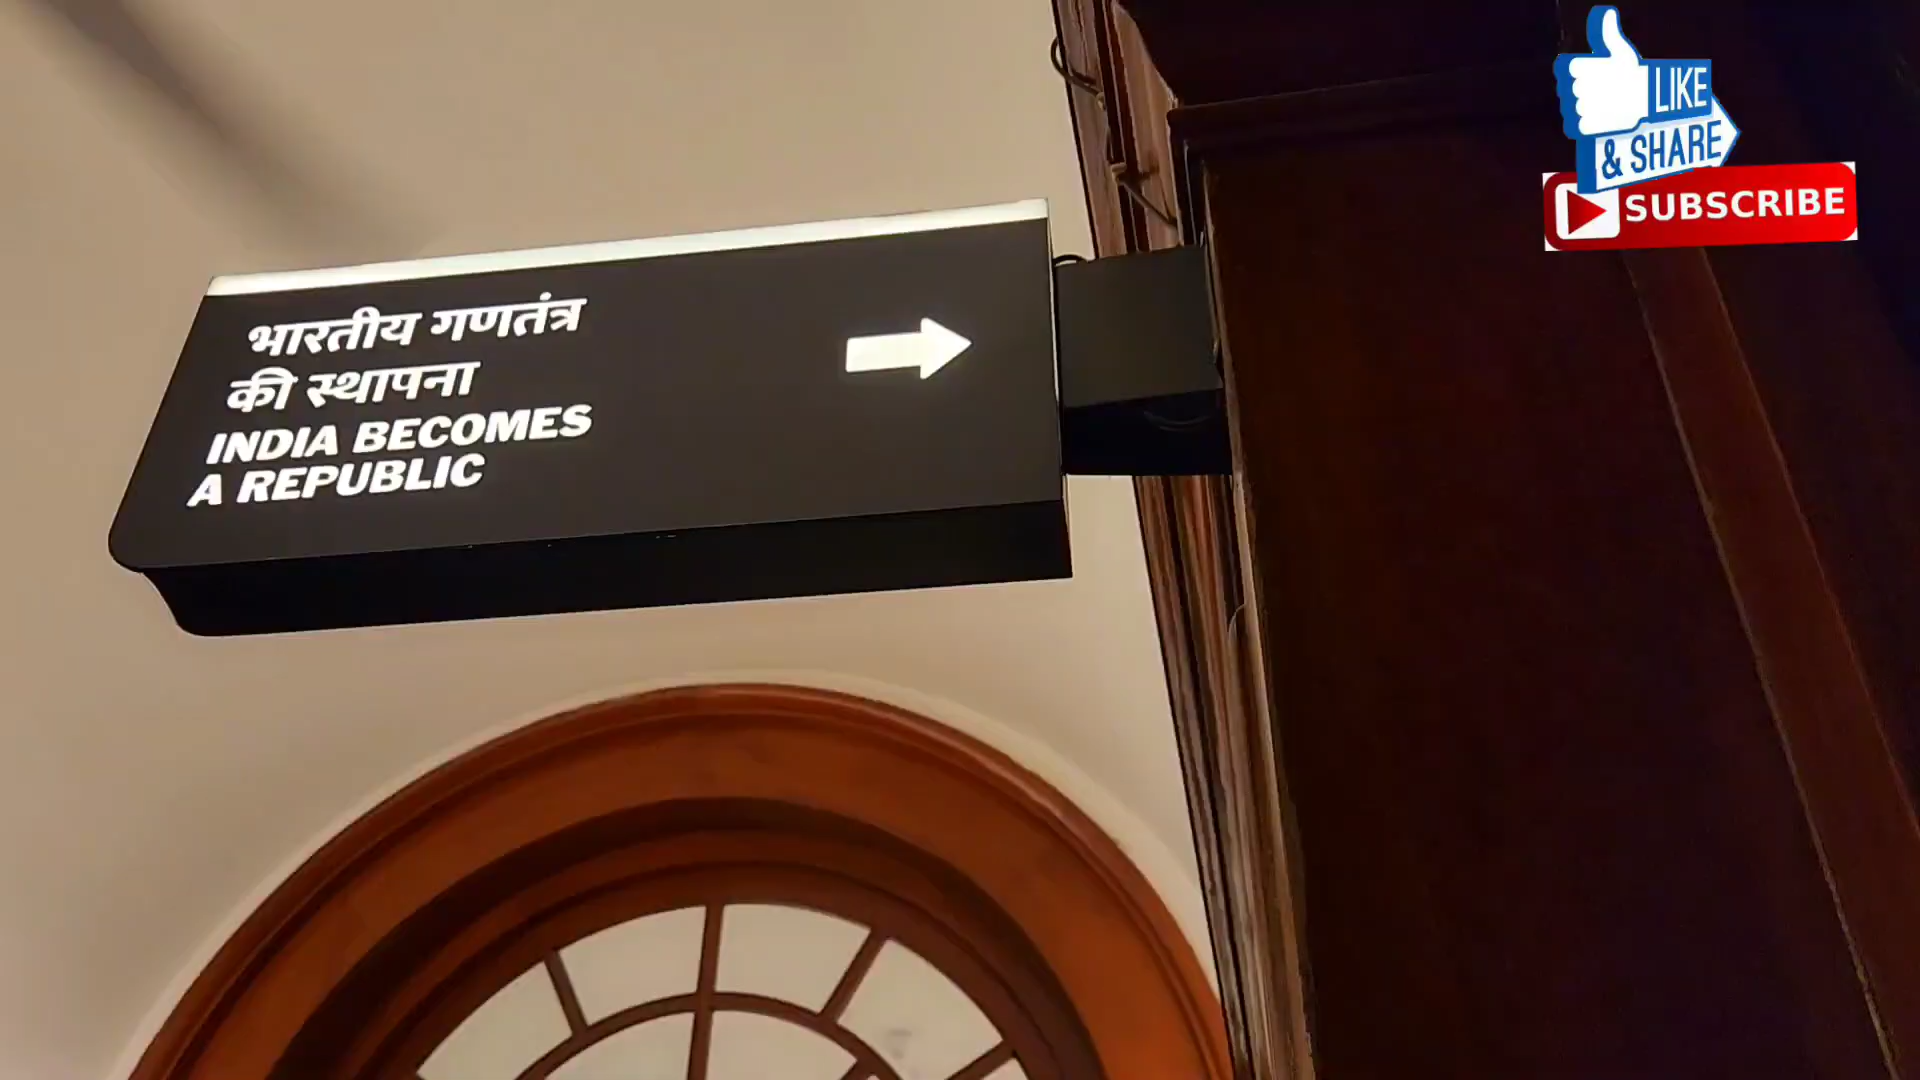 भारतीय गणतंत्र
की स्थापना
INDIA BECOMES
A REPUBLIC
LIKE
& SHARE
SUBSCRIBE